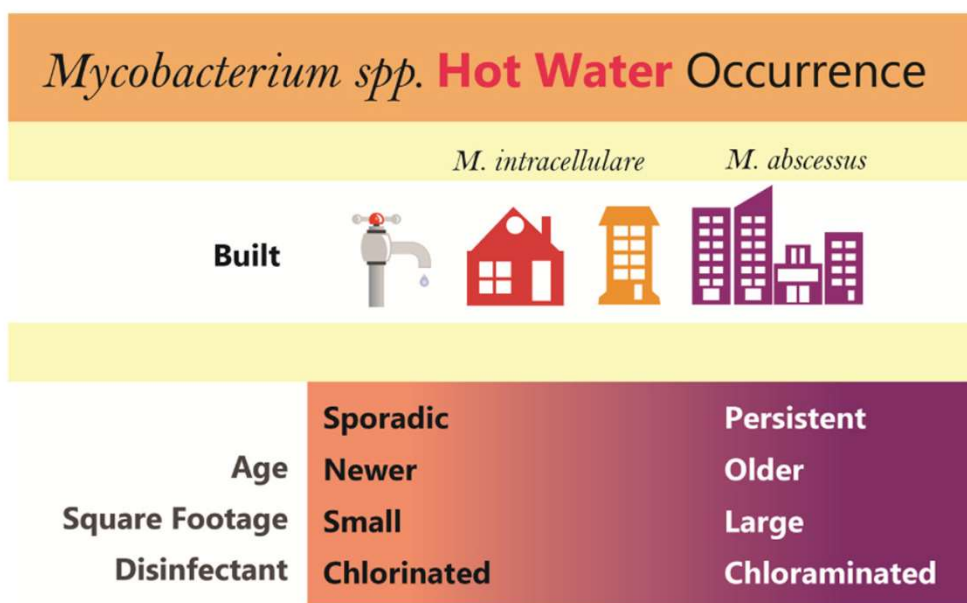 Mycobacterium spp. Hot Water Occurrence
M. intracellulare M. abscessus
Built
Sporadic Persistent
Age Newer Older
Square Footage Small Large
Disinfectant Chlorinated Chloraminated